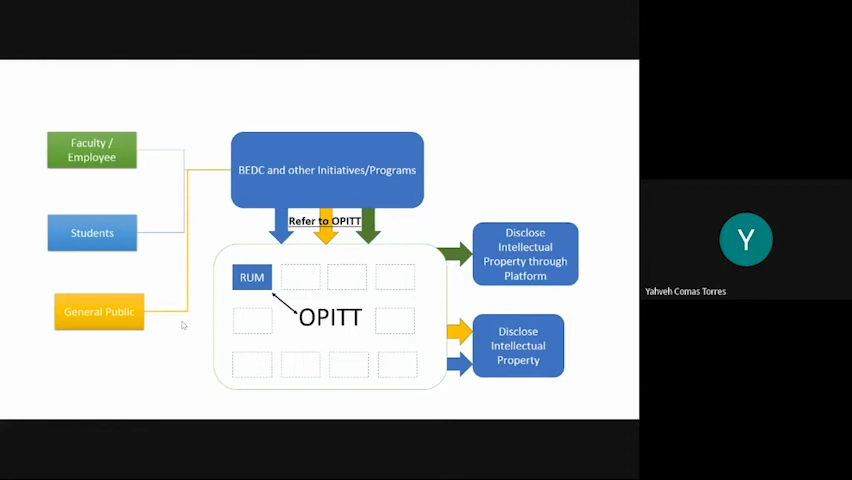 Faculty /
Employee
Students
General Public
BEDC and other Initiatives/Programs
Refer to OPITT
RUM
OPITT
Disclose
Intellectual
Property through
Platform
Disclose
Intellectual
Property
Y
Yahveh Comas Torres